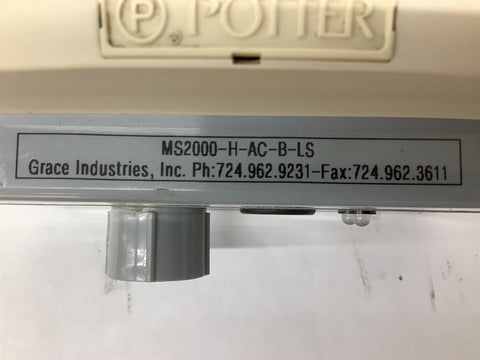 P POTTER
MS2000-H-AC-B-LS
Grace Industries, Inc. Ph:724.962.9231-Fax:724.962.3611